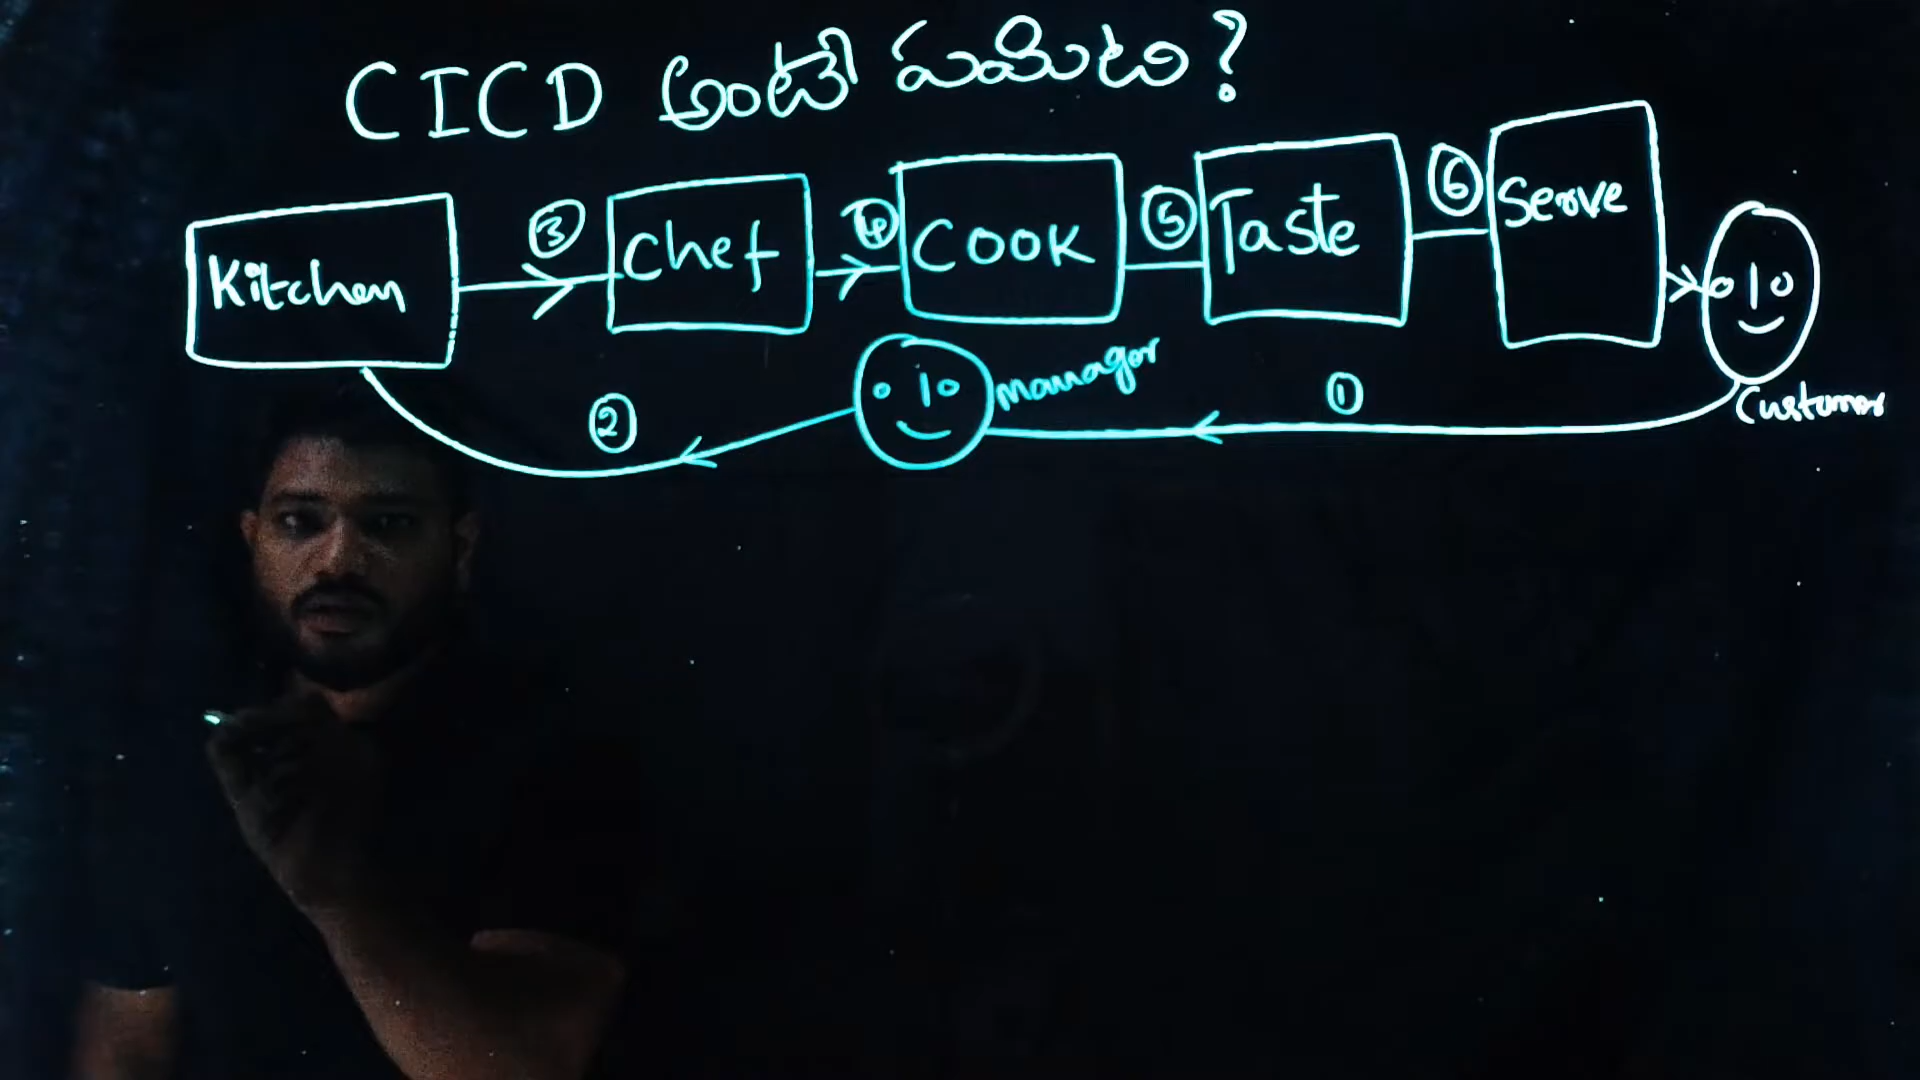 CICD అంటే ఏమిటి?
Kitchen ③ Chef ④ COOK ⑤ Taste ⑥ Serve
② manager ① Customer